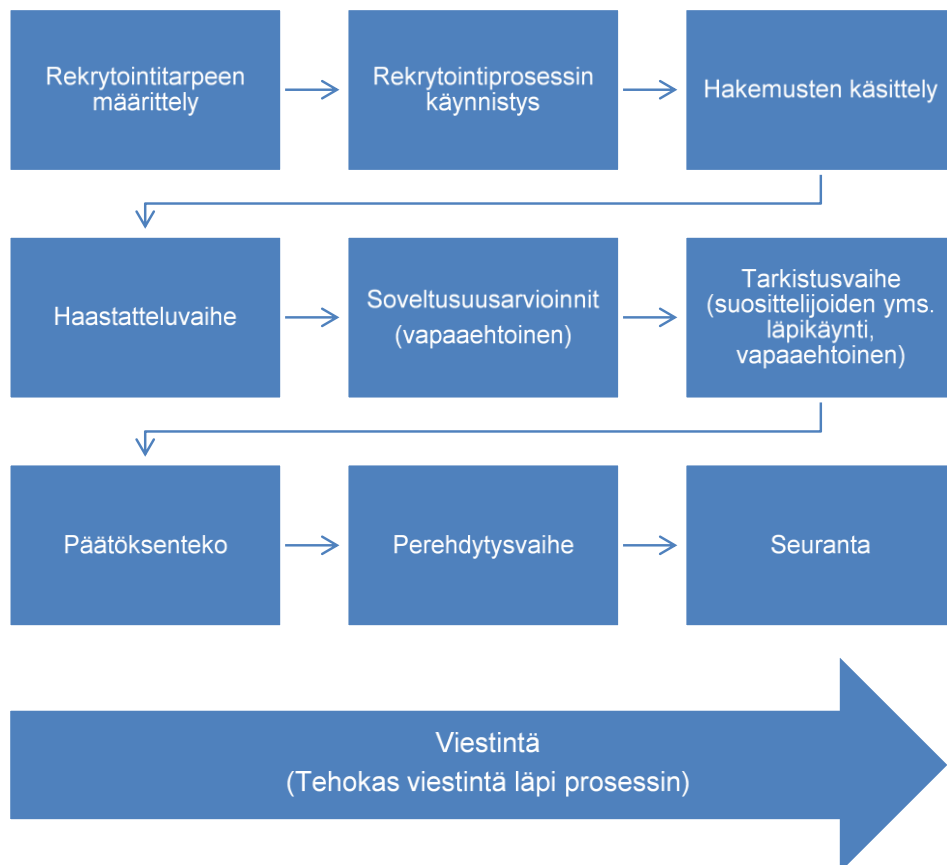 Rekrytointitarpeen
määrittely
Rekrytointiprosessin
käynnistys
Hakemusten käsittely
Haastatteluvaihe
Soveltusuusarvioinnit
(vapaaehtoinen)
Tarkistusvaihe
(suosittelijoiden yms.
läpikäynti,
vapaaehtoinen)
Päätöksenteko
Perehdytysvaihe
Seuranta
Viestintä
(Tehokas viestintä läpi prosessin)